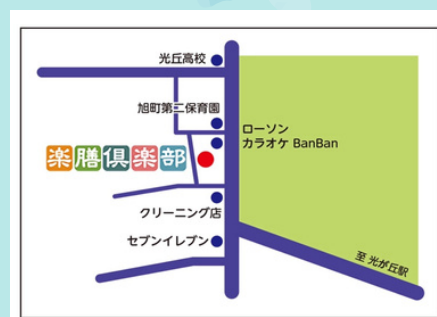 光丘高校
旭町第二保育園
ローソン
カラオケ BanBan
楽膳倶楽部
クリーニング店
セブンイレブン
至 光が丘駅